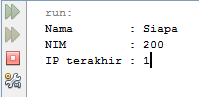 run:
Nama        : Siapa
NIM         : 200
IP terakhir : 1